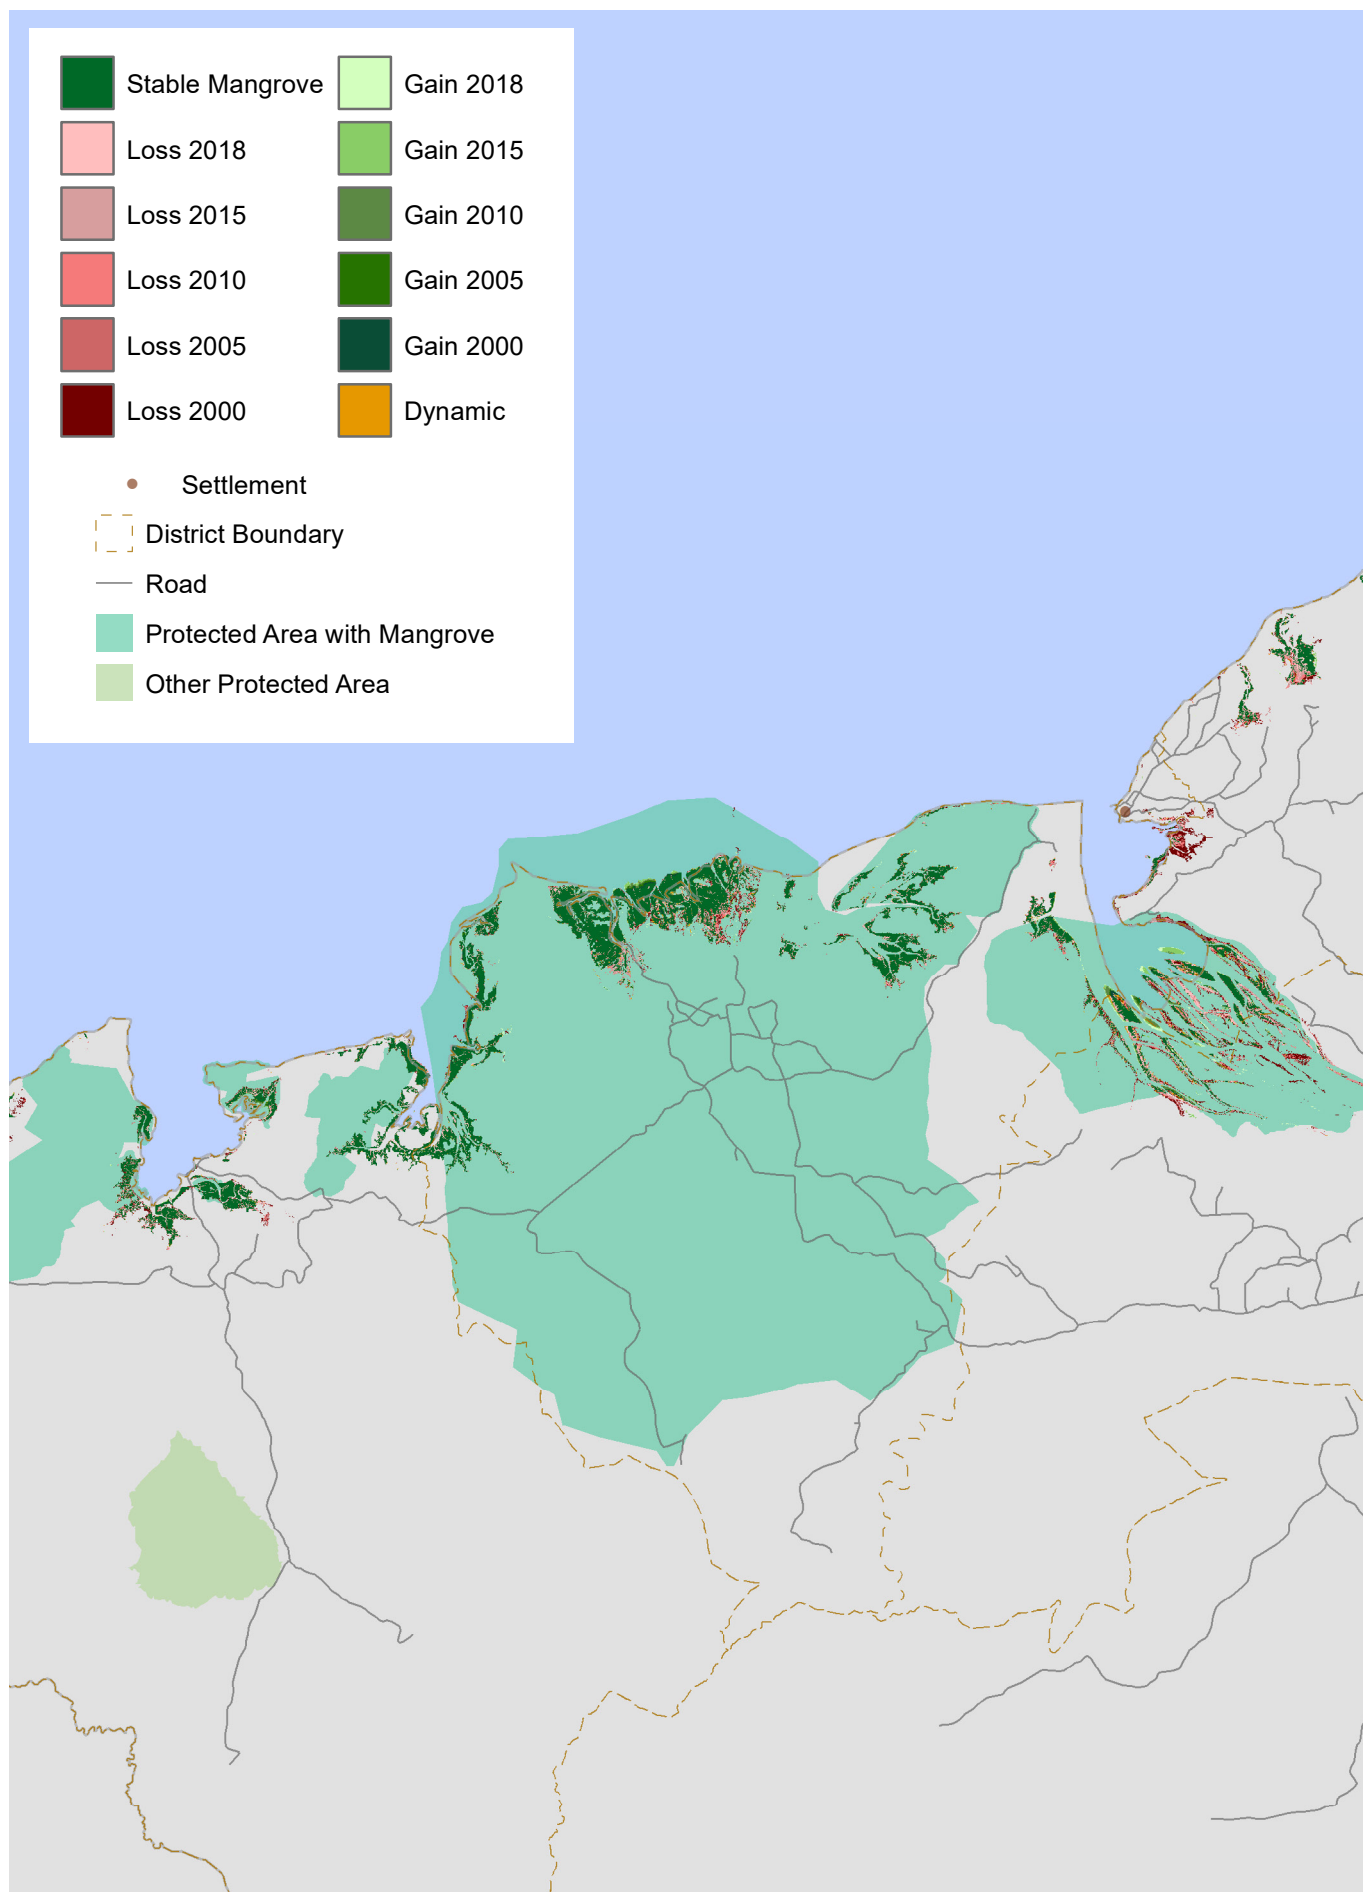 Stable Mangrove
Loss 2018
Loss 2015
Loss 2010
Loss 2005
Loss 2000
Gain 2018
Gain 2015
Gain 2010
Gain 2005
Gain 2000
Dynamic
Settlement
District Boundary
Road
Protected Area with Mangrove
Other Protected Area